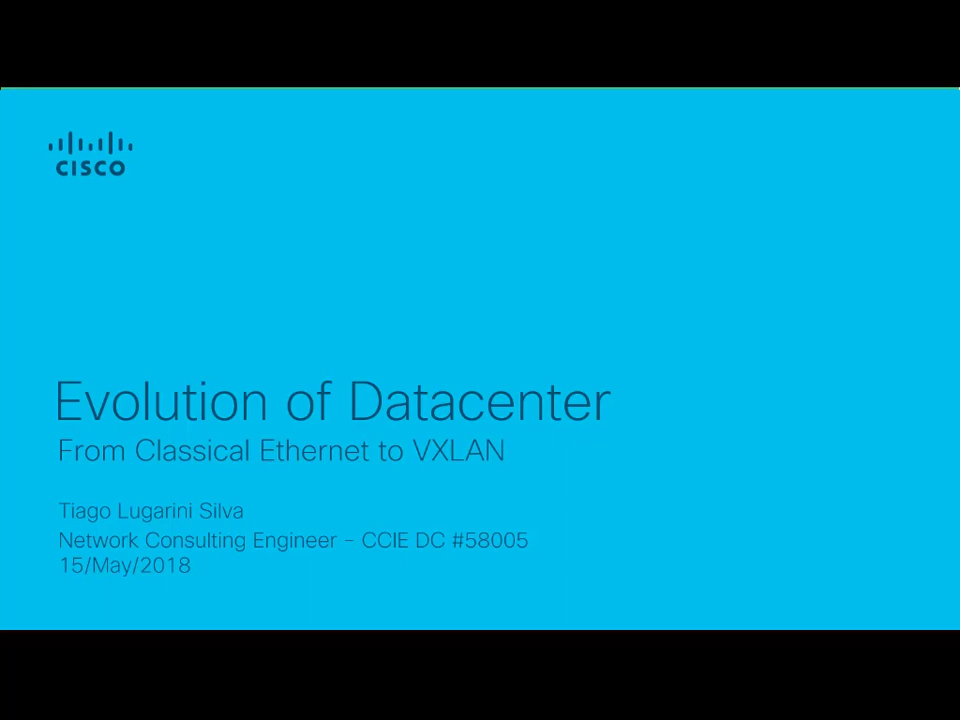 CISCO
Evolution of Datacenter
From Classical Ethernet to VXLAN
Tiago Lugarini Silva
Network Consulting Engineer – CCIE DC #58005
15/May/2018